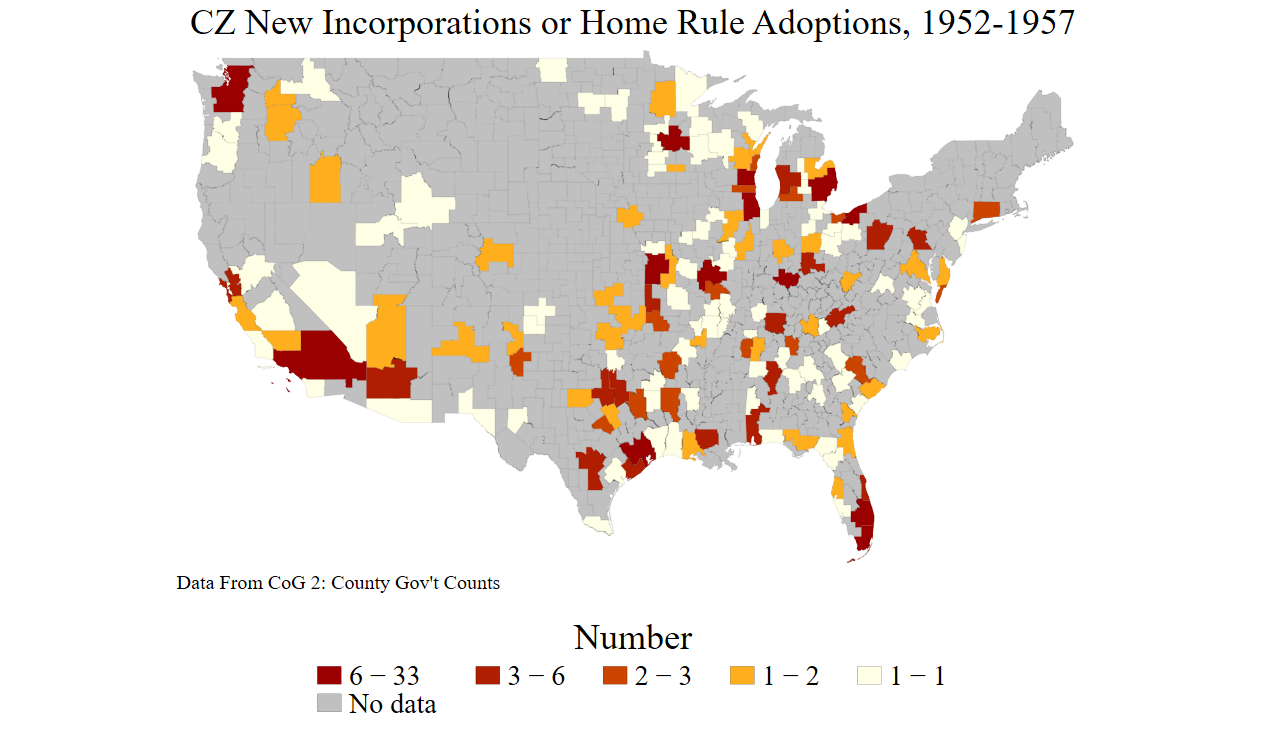 CZ New Incorporations or Home Rule Adoptions, 1952-1957
Data From CoG 2: County Gov't Counts
Number
6 − 33 3 − 6 2 − 3 1 − 2 1 − 1
No data